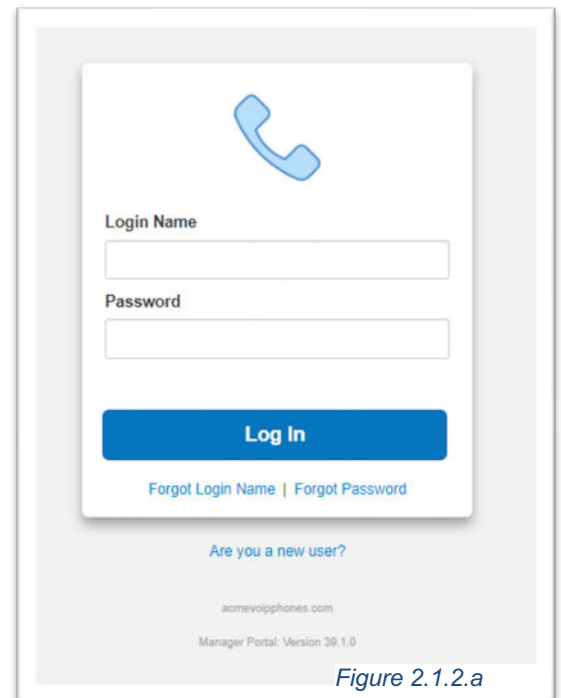 Login Name
Password
Log In
Forgot Login Name | Forgot Password
Are you a new user?
acmevoipphones.com
Manager Portal: Version 39.1.0
Figure 2.1.2.a